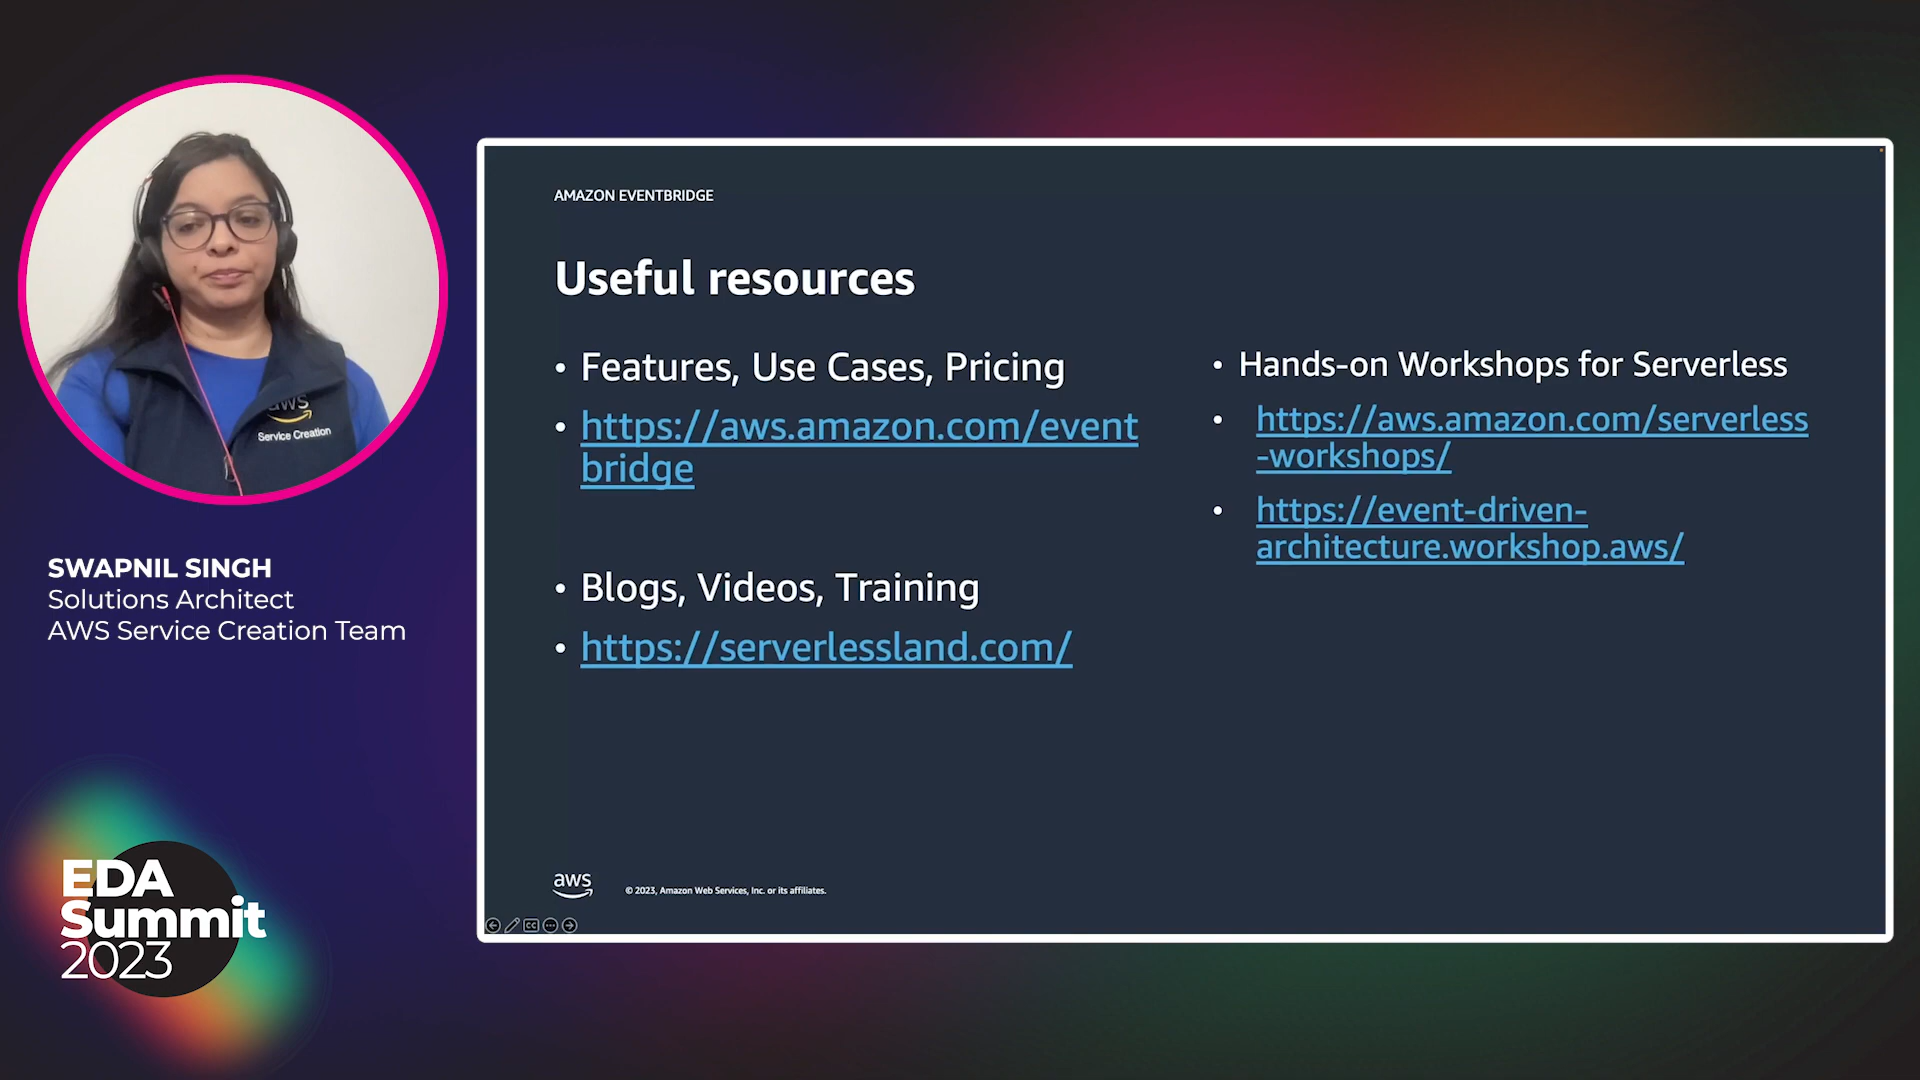 aws
Service Creation
SWAPNIL SINGH
Solutions Architect
AWS Service Creation Team
EDA
Summit
2023
AMAZON EVENTBRIDGE
Useful resources
• Features, Use Cases, Pricing
• https://aws.amazon.com/event
bridge
• Blogs, Videos, Training
• https://serverlessland.com/
• Hands-on Workshops for Serverless
• https://aws.amazon.com/serverless
-workshops/
• https://event-driven-
architecture.workshop.aws/
aws
© 2023, Amazon Web Services, Inc. or its affiliates.
CC